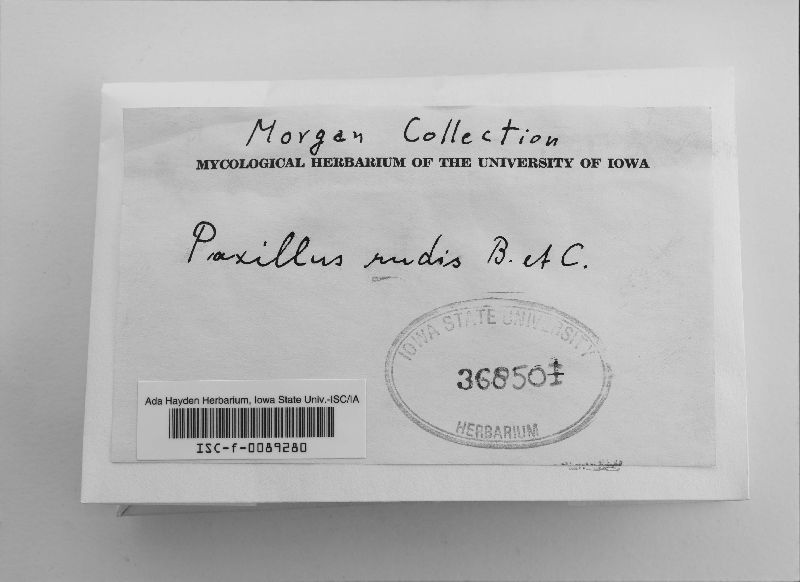 Morgan Collection
MYCOLOGICAL HERBARIUM OF THE UNIVERSITY OF IOWA
Paxillus rudis B. et C.
IOWA STATE UNIVERSITY
368501
HERBARIUM
Ada Hayden Herbarium, Iowa State Univ.-ISC/IA
ISC-f-0089280